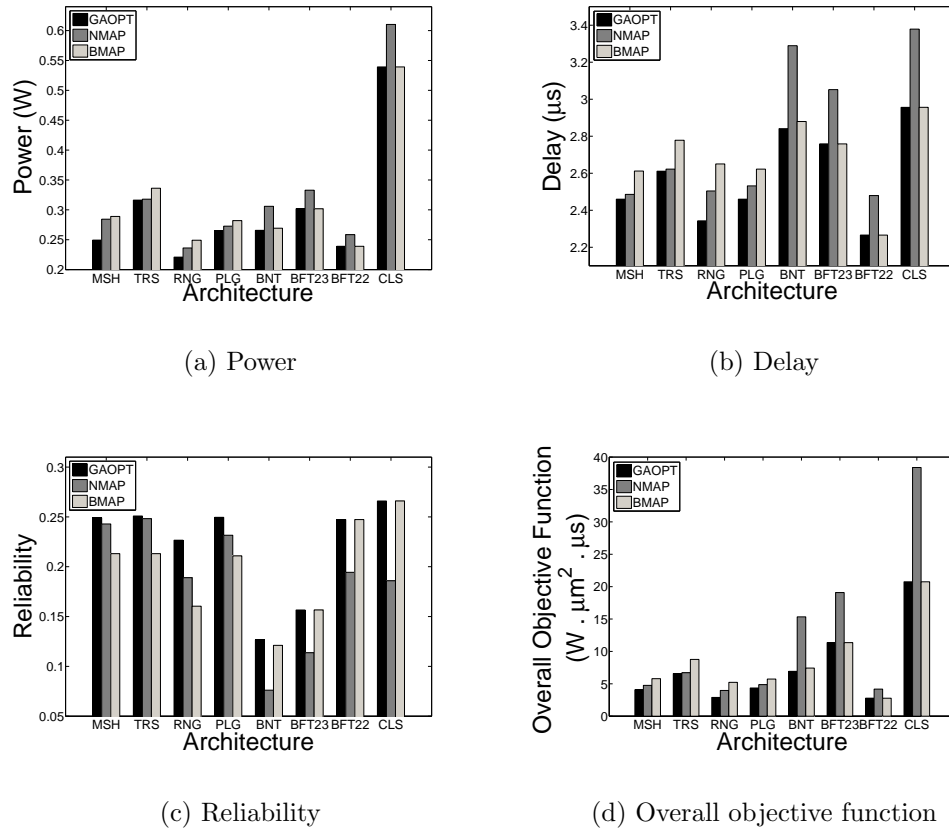 0.6
0.55
0.5
0.45
0.4
0.35
0.3
0.25
0.2
Power (W)
GAOPT
NMAP
BMAP
MSH TRS RNG PLG BNT BFT23 BFT22 CLS
Architecture
(a) Power
3.4
3.2
3
2.8
2.6
2.4
2.2
Delay (μs)
GAOPT
NMAP
BMAP
MSH TRS RNG PLG BNT BFT23 BFT22 CLS
Architecture
(b) Delay
0.3
0.25
0.2
0.15
0.1
0.05
Reliability
GAOPT
NMAP
BMAP
MSH TRS RNG PLG BNT BFT23 BFT22 CLS
Architecture
(c) Reliability
40
35
30
25
20
15
10
5
0
Overall Objective Function
(W . μm² . μs)
GAOPT
NMAP
BMAP
MSH TRS RNG PLG BNT BFT23BFT22 CLS
Architecture
(d) Overall objective function